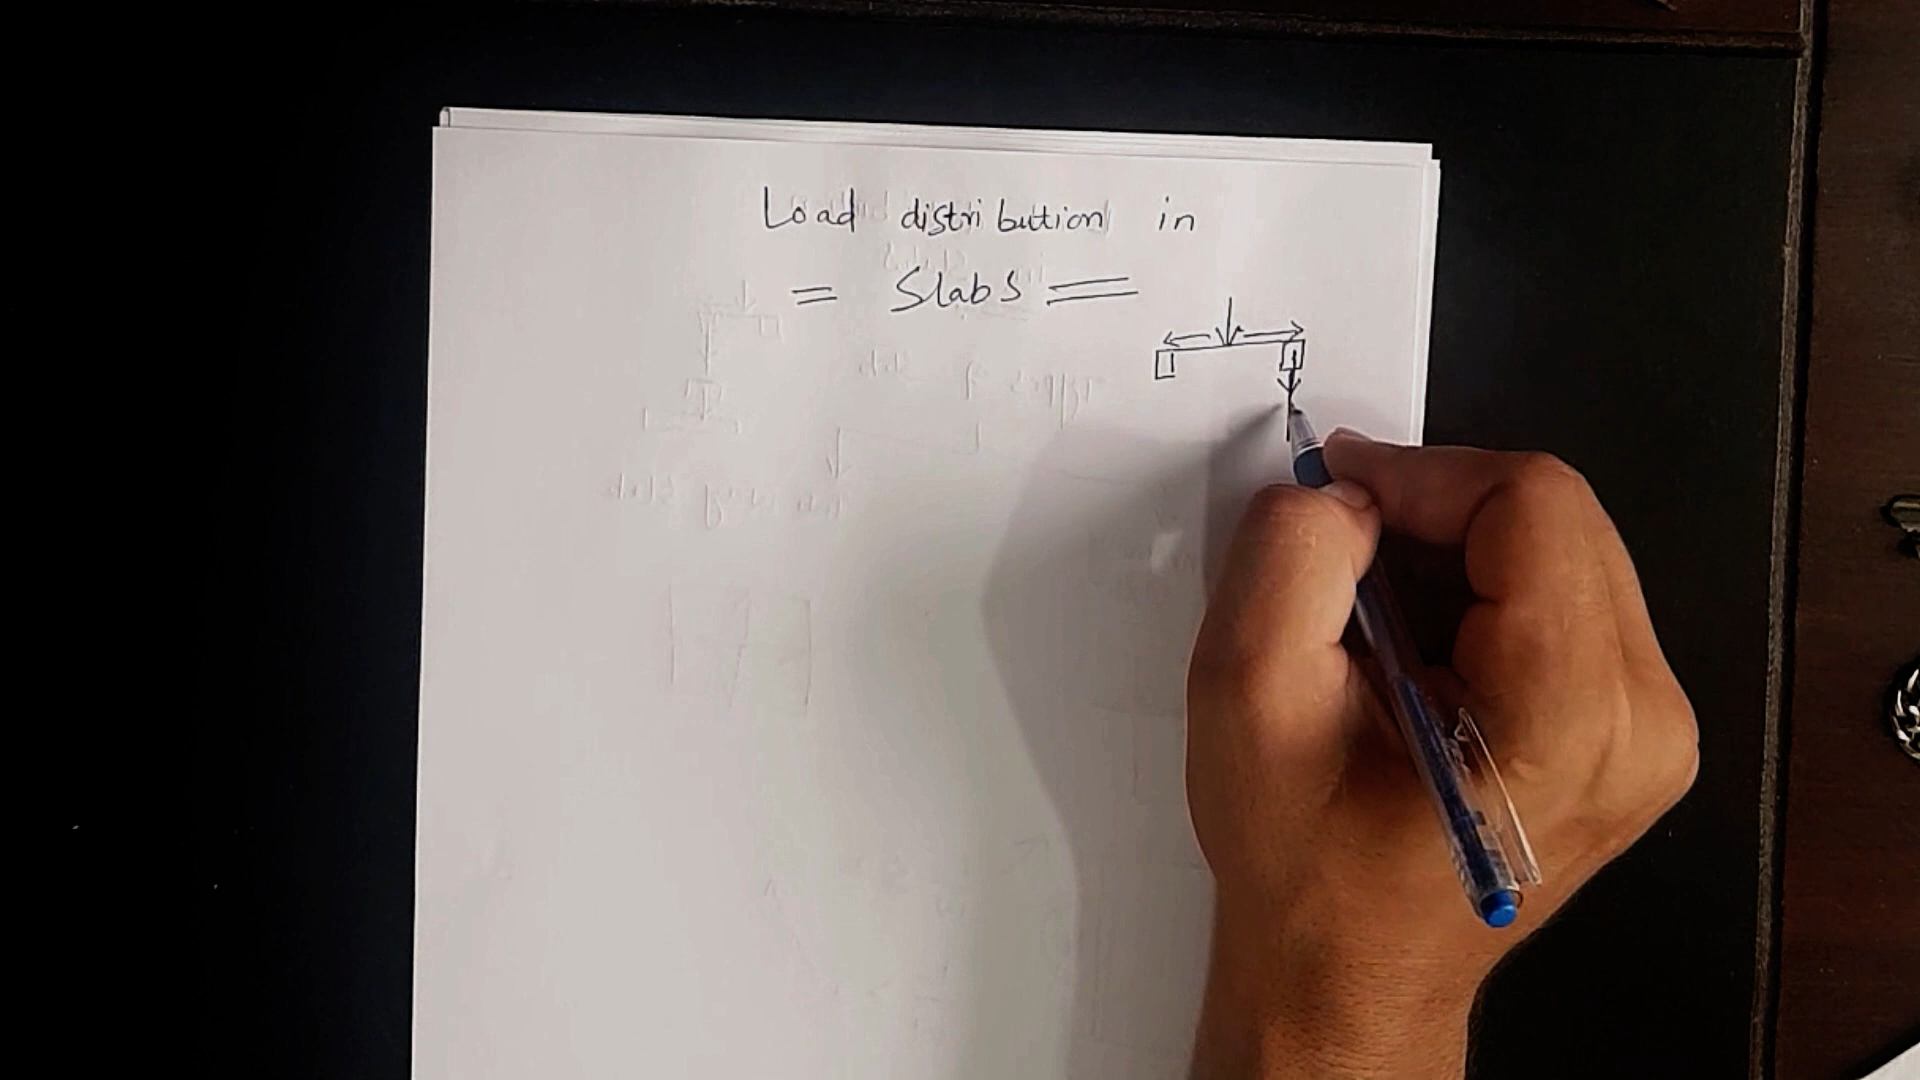 Load distribution in
= Slabs =